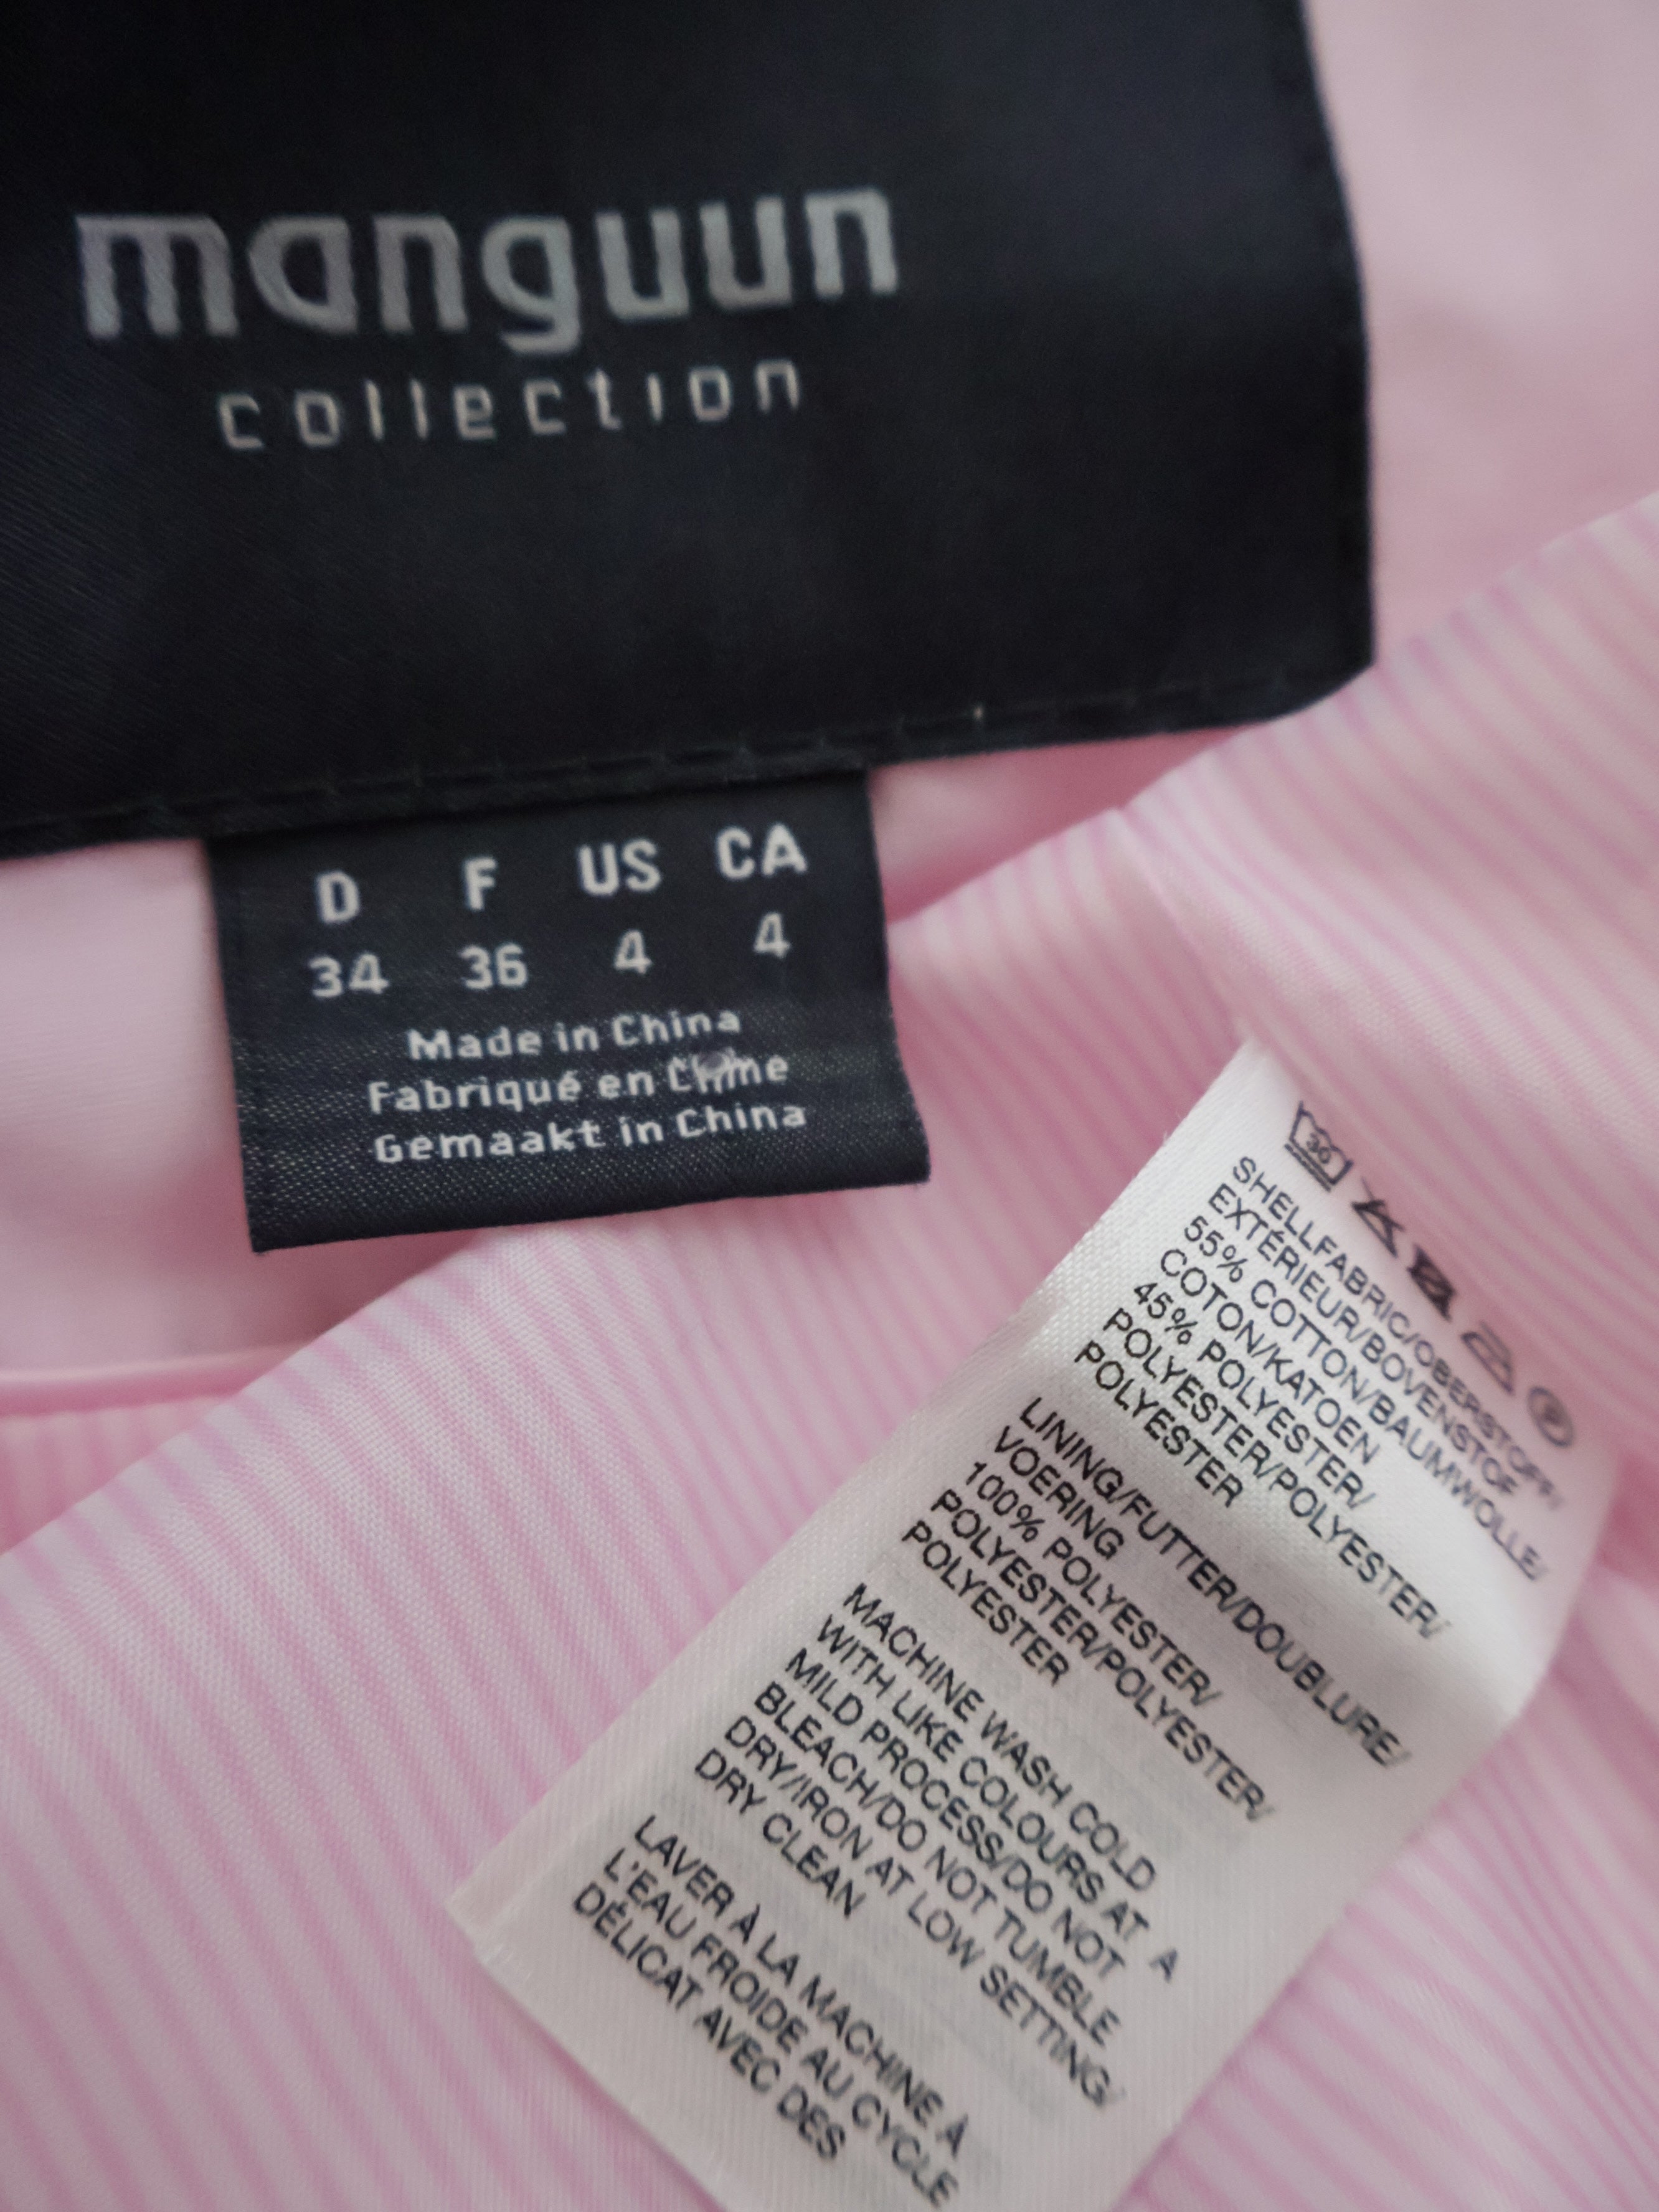 manguun
collection
D F US CA
34 36 4 4
Made in China
Fabriqué en Chine
Gemaakt in China
30
SHELLFABRIC/OBERSTOFF/
EXTÉRIEUR/BOVENSTOF
55% COTTON/BAUMWOLLE/
COTON/KATOEN
45% POLYESTER/
POLYESTER/POLYESTER/
POLYESTER
LINING/FUTTER/DOUBLURE/
VOERING
100% POLYESTER/
POLYESTER/POLYESTER/
POLYESTER
MACHINE WASH COLD
WITH LIKE COLOURS AT A
MILD PROCESS/DO NOT
BLEACH/DO NOT TUMBLE
DRY/IRON AT LOW SETTING/
DRY CLEAN
LAVER À LA MACHINE À
L'EAU FROIDE AU CYCLE
DÉLICAT AVEC DES